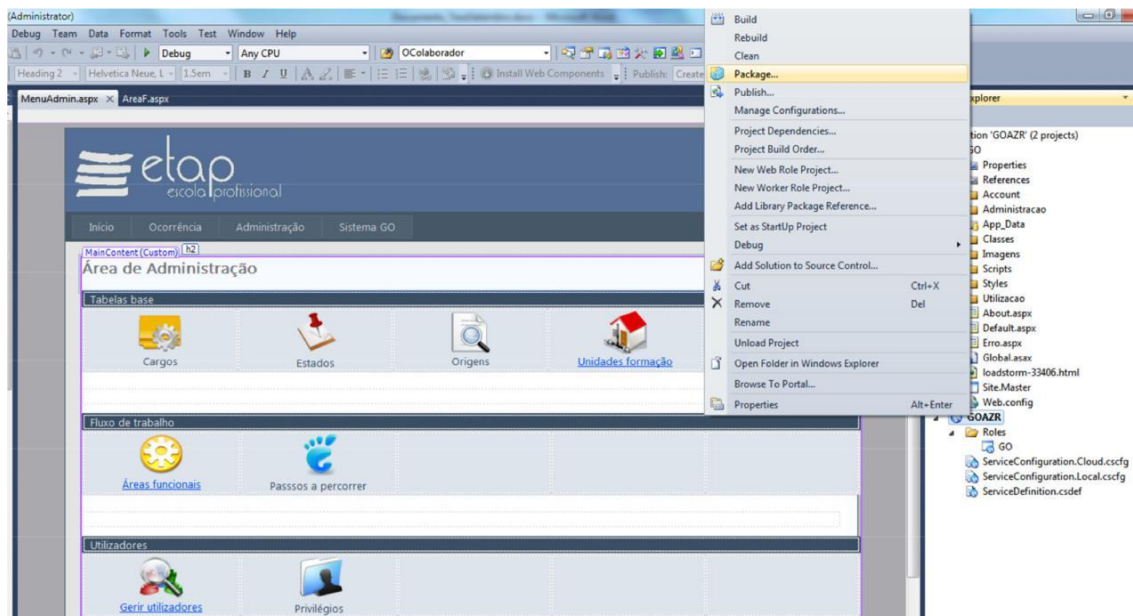 (Administrator)
Debug Team Data Format Tools Test Window Help
Debug Any CPU OColaborador
Heading 2 Helvetica Neue, L 1.5em B I U A Install Web Components Publish: Create
MenuAdmin.aspx AreaF.aspx
etap
escola profissional
Início Ocorrência Administração Sistema GO
MainContent (Custom) h2
Área de Administração
Tabelas base
Cargos Estados Origens Unidades formação
Fluxo de trabalho
Áreas funcionais Passsos a percorrer
Utilizadores
Gerir utilizadores Privilégios
Build
Rebuild
Clean
Package...
Publish...
Manage Configurations...
Project Dependencies...
Project Build Order...
New Web Role Project...
New Worker Role Project...
Add Library Package Reference...
Set as StartUp Project
Debug
Add Solution to Source Control...
Cut Ctrl+X
Remove Del
Rename
Unload Project
Open Folder in Windows Explorer
Browse To Portal...
Properties Alt+Enter
xplorer
tion 'GOAZR' (2 projects)
GO
Properties
References
Account
Administracao
App_Data
Classes
Imagens
Scripts
Styles
Utilizacao
About.aspx
Default.aspx
Erro.aspx
Global.asax
loadstorm-33406.html
Site.Master
Web.config
GOAZR
Roles
GO
ServiceConfiguration.Cloud.cscfg
ServiceConfiguration.Local.cscfg
ServiceDefinition.csdef